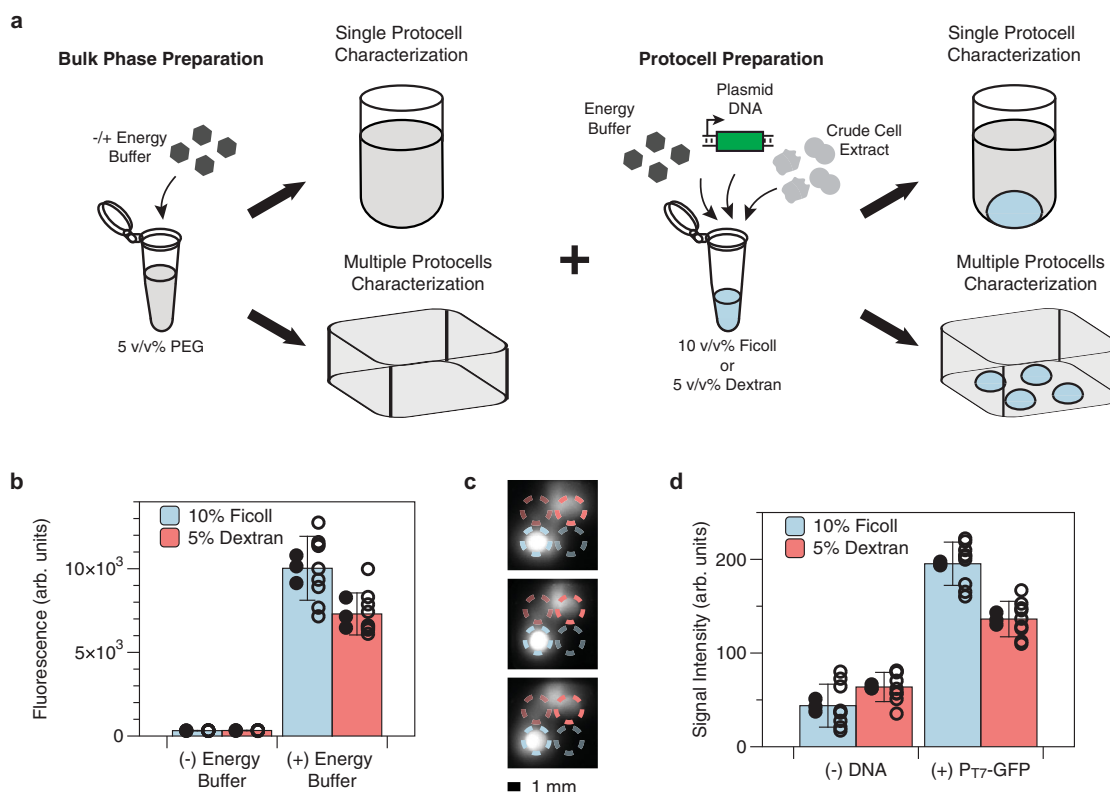 a
Bulk Phase Preparation
Single Protocell
Characterization
-/+ Energy
Buffer
5 v/v% PEG
Multiple Protocells
Characterization
+
Protocell Preparation
Energy
Buffer
Plasmid
DNA
Crude Cell
Extract
10 v/v% Ficoll
or
5 v/v% Dextran
Single Protocell
Characterization
Multiple Protocells
Characterization
b
Fluorescence (arb. units)
10×10³
5×10³
0
10% Ficoll
5% Dextran
(-) Energy
Buffer
(+) Energy
Buffer
c
1 mm
d
Signal Intensity (arb. units)
200
100
0
10% Ficoll
5% Dextran
(-) DNA
(+) PT7-GFP